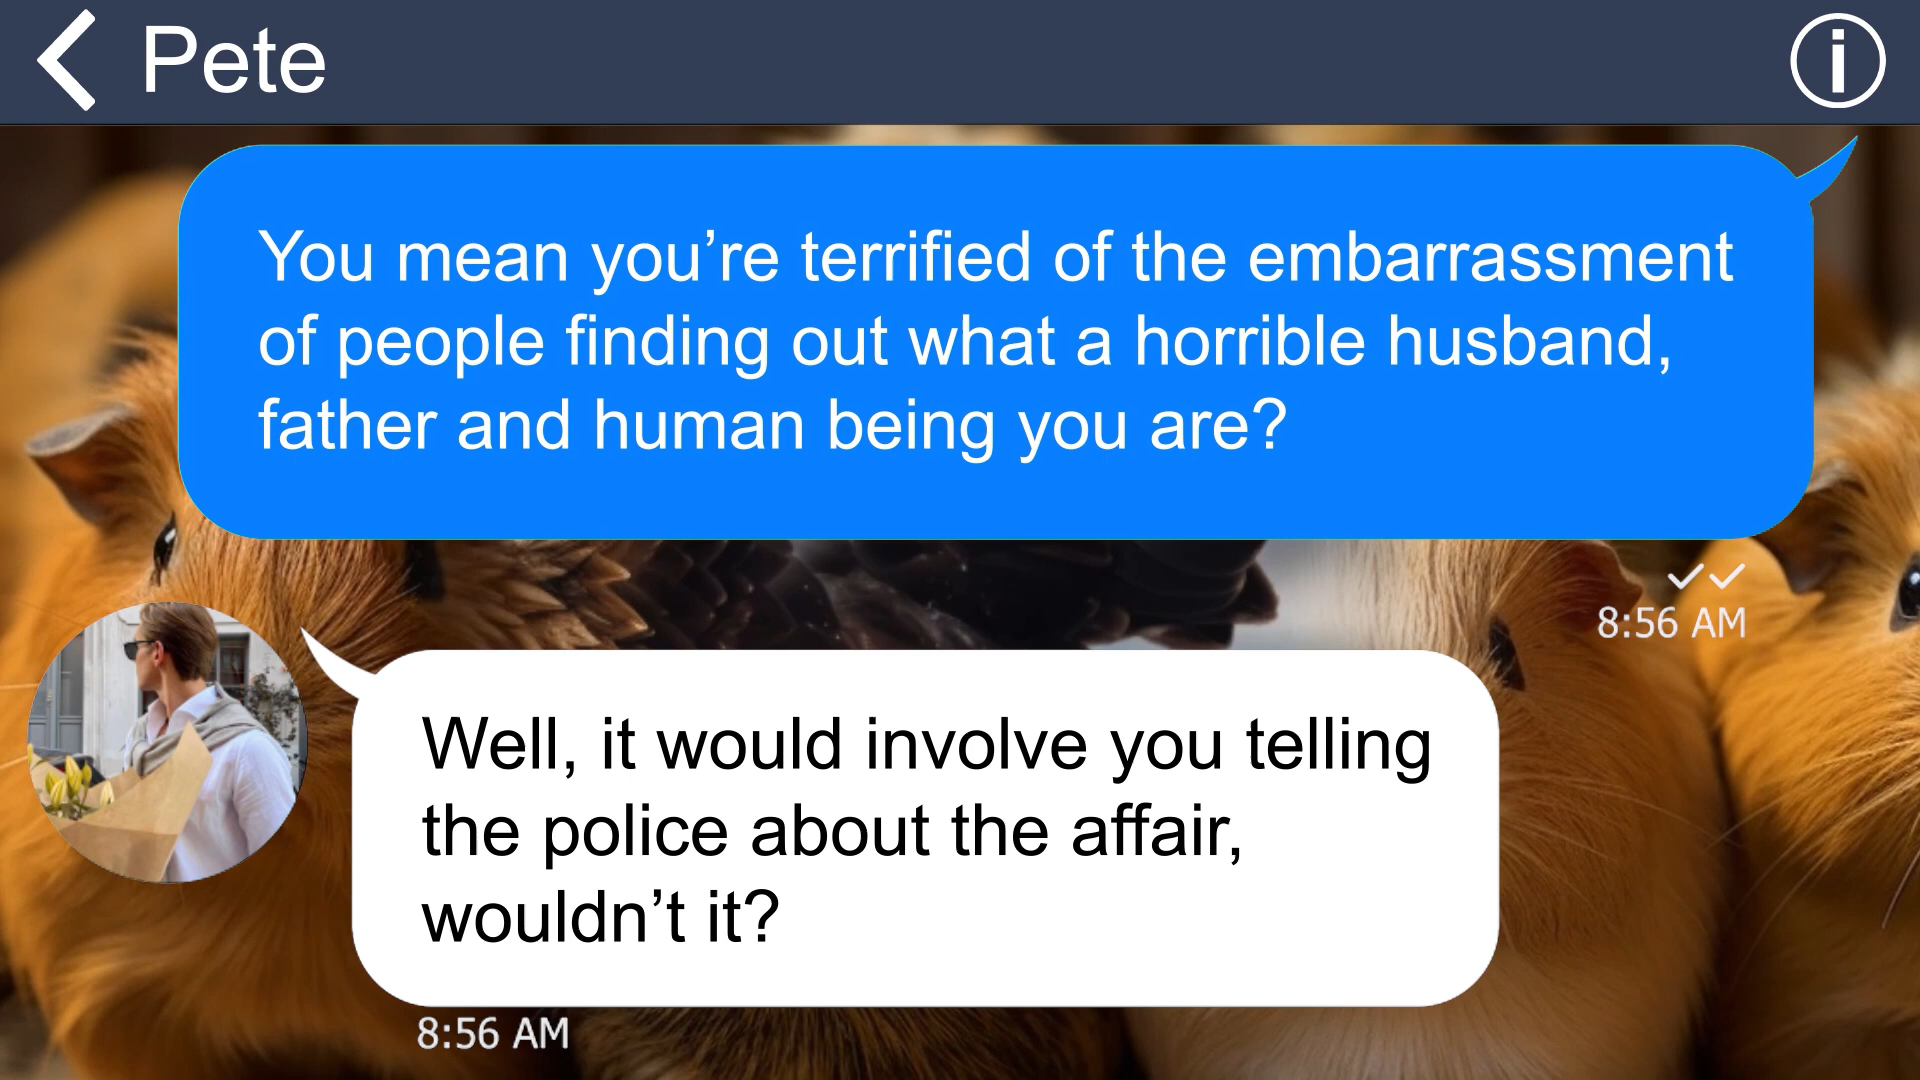 Pete
You mean you’re terrified of the embarrassment
of people finding out what a horrible husband,
father and human being you are?
8:56 AM
Well, it would involve you telling
the police about the affair,
wouldn’t it?
8:56 AM